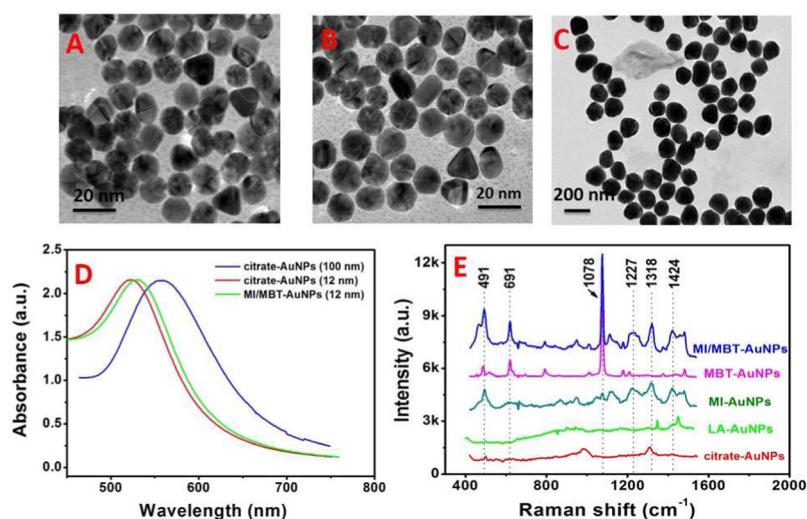 A
20 nm
B
20 nm
C
200 nm
D
citrate-AuNPs (100 nm)
citrate-AuNPs (12 nm)
MI/MBT-AuNPs (12 nm)
Absorbance (a.u.)
2.5
2.0
1.5
1.0
0.5
0.0
500
600
700
800
Wavelength (nm)
E
491
691
1078
1227
1318
1424
Intensity (a.u.)
12k
9k
6k
3k
0
MI/MBT-AuNPs
MBT-AuNPs
MI-AuNPs
LA-AuNPs
citrate-AuNPs
400
800
1200
1600
2000
Raman shift (cm⁻¹)